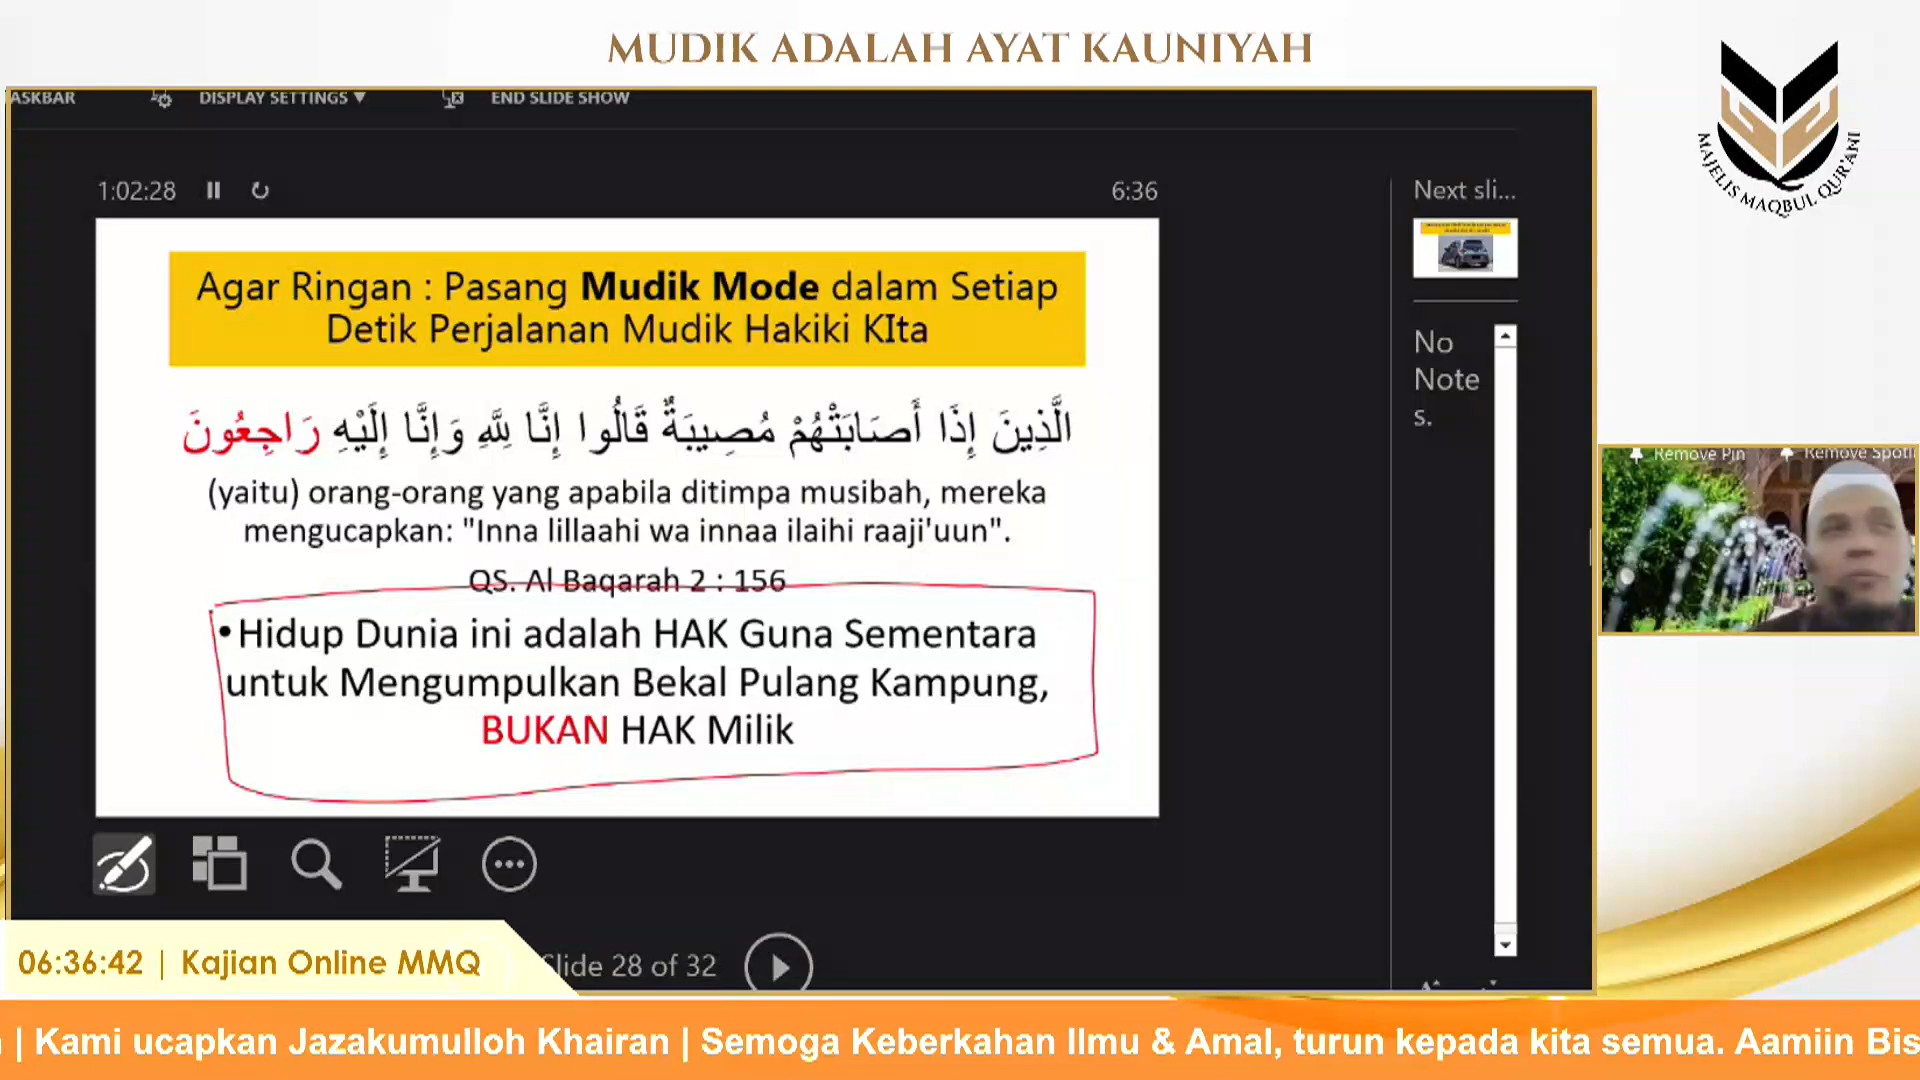 MUDIK ADALAH AYAT KAUNIYAH
ASKBAR DISPLAY SETTINGS ▼ END SLIDE SHOW
MAJELIS MAQBUL QUR'ANI
1:02:28 6:36
Next sli...
Agar Ringan : Pasang Mudik Mode dalam Setiap
Detik Perjalanan Mudik Hakiki KIta
الَّذِينَ إِذَا أَصَابَتْهُمْ مُصِيبَةٌ قَالُوا إِنَّا لِلَّهِ وَإِنَّا إِلَيْهِ رَاجِعُونَ
(yaitu) orang-orang yang apabila ditimpa musibah, mereka
mengucapkan: "Inna lillaahi wa innaa ilaihi raaji'uun".
QS. Al Baqarah 2 : 156
•Hidup Dunia ini adalah HAK Guna Sementara
untuk Mengumpulkan Bekal Pulang Kampung,
BUKAN HAK Milik
No
Note
s.
Remove Pin Remove Spotli
06:36:42 | Kajian Online MMQ
Slide 28 of 32
| Kami ucapkan Jazakumulloh Khairan | Semoga Keberkahan Ilmu & Amal, turun kepada kita semua. Aamiin Bis